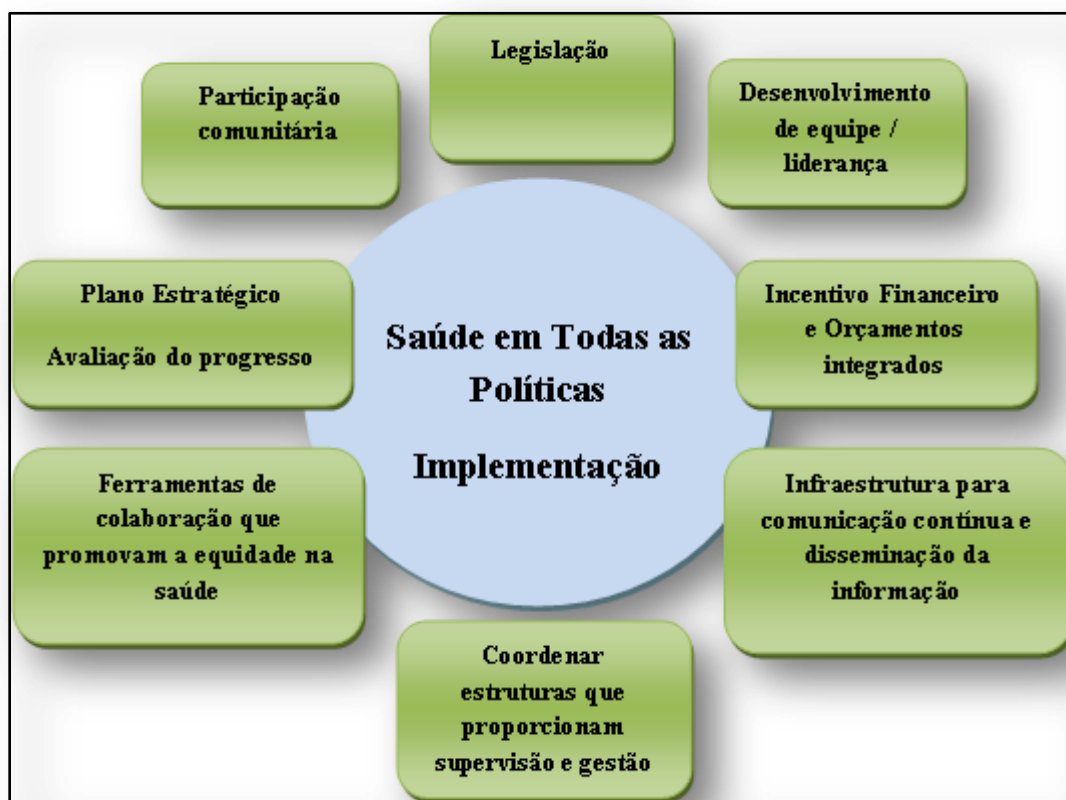 Legislação
Participação
comunitária
Desenvolvimento
de equipe /
liderança
Plano Estratégico
Avaliação do progresso
Saúde em Todas as
Políticas
Implementação
Incentivo Financeiro
e Orçamentos
integrados
Ferramentas de
colaboração que
promovam a equidade na
saúde
Infraestrutura para
comunicação contínua e
disseminação da
informação
Coordenar
estruturas que
proporcionam
supervisão e gestão